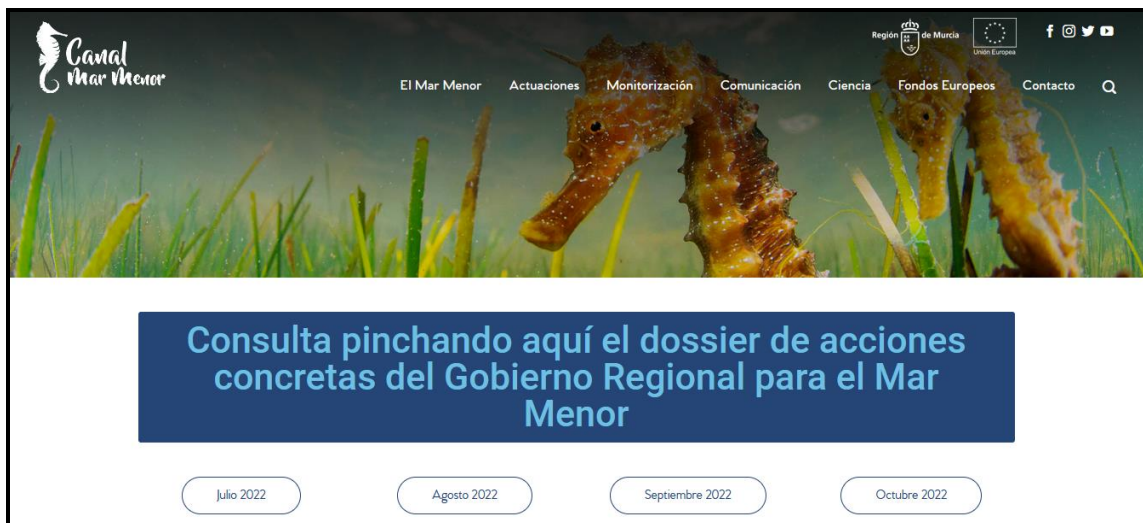 Canal
Mar Menor
Región de Murcia
Unión Europea
El Mar Menor Actuaciones Monitorización Comunicación Ciencia Fondos Europeos Contacto
Consulta pinchando aquí el dossier de acciones
concretas del Gobierno Regional para el Mar
Menor
Julio 2022 Agosto 2022 Septiembre 2022 Octubre 2022